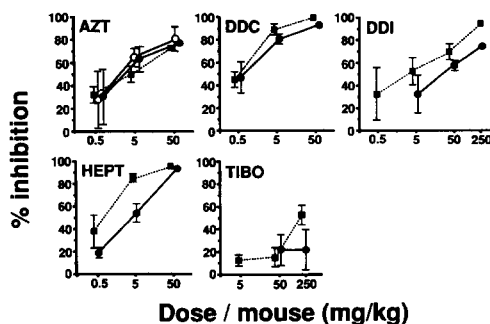 AZT DDC DDI
100 100 100
80 80 80
60 60 60
40 40 40
20 20 20
0 0 0
0.5 5 50 0.5 5 50 0.5 5 50 250
HEPT TIBO
100 100
80 80
60 60
40 40
20 20
0 0
0.5 5 50 5 50 250
% inhibition
Dose / mouse (mg/kg)